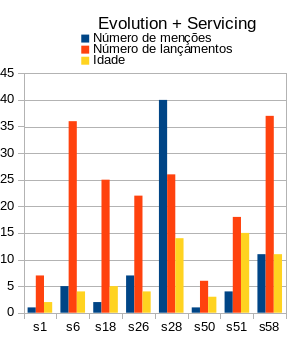 Evolution + Servicing
Número de menções
Número de lançamentos
Idade
45
40
35
30
25
20
15
10
5
0
s1 s6 s18 s26 s28 s50 s51 s58